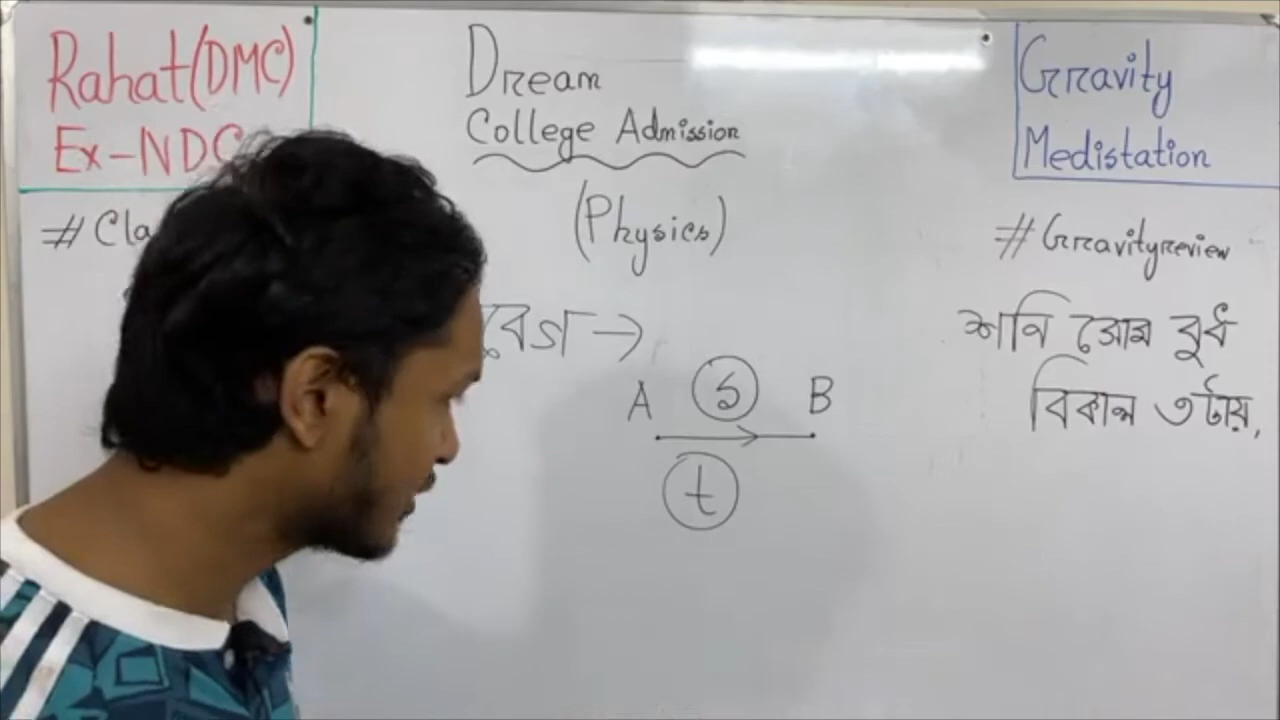 Rahat(DMC)
Ex-NDC
Dream
College Admission
(Physics)
Gravity
Medistation
# Cla
#Gravityreview
বেগ →
A S B
t
শনি সোম বুধ
বিকাল ৩টায়,